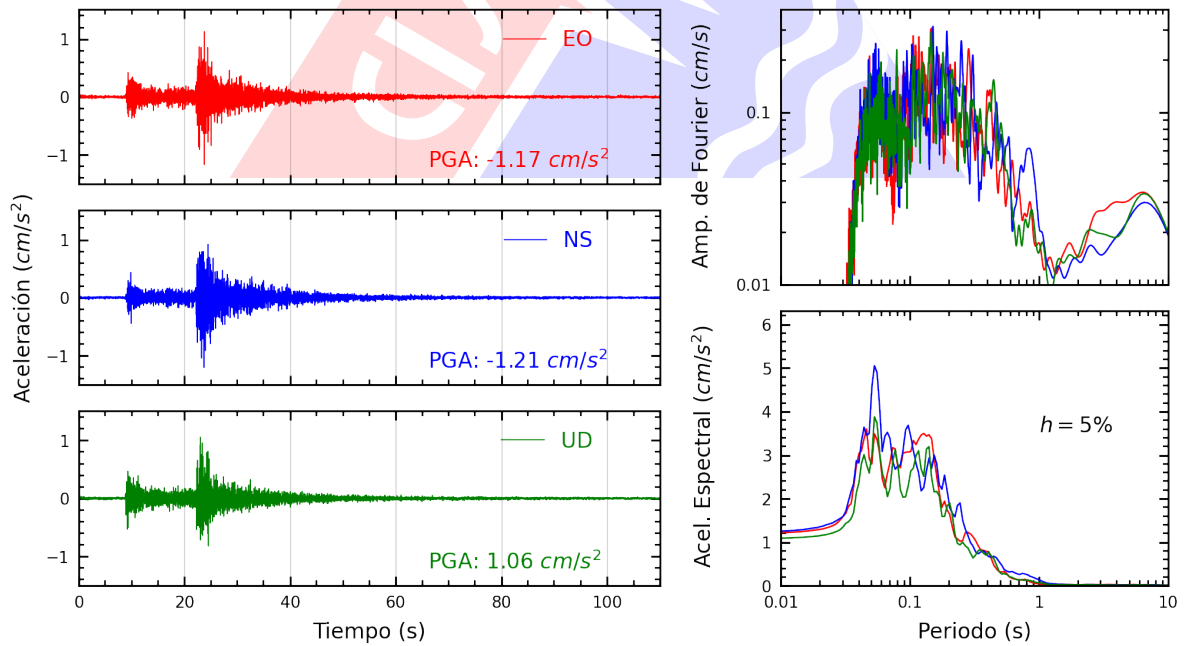 Aceleración (cm/s²)
1
0
−1
EO
PGA: -1.17 cm/s²
1
0
−1
NS
PGA: -1.21 cm/s²
1
0
−1
UD
PGA: 1.06 cm/s²
0 20 40 60 80 100
Tiempo (s)
Amp. de Fourier (cm/s)
0.1
0.01
Acel. Espectral (cm/s²)
6
5
4
3
2
1
0
h = 5%
0.01 0.1 1 10
Periodo (s)